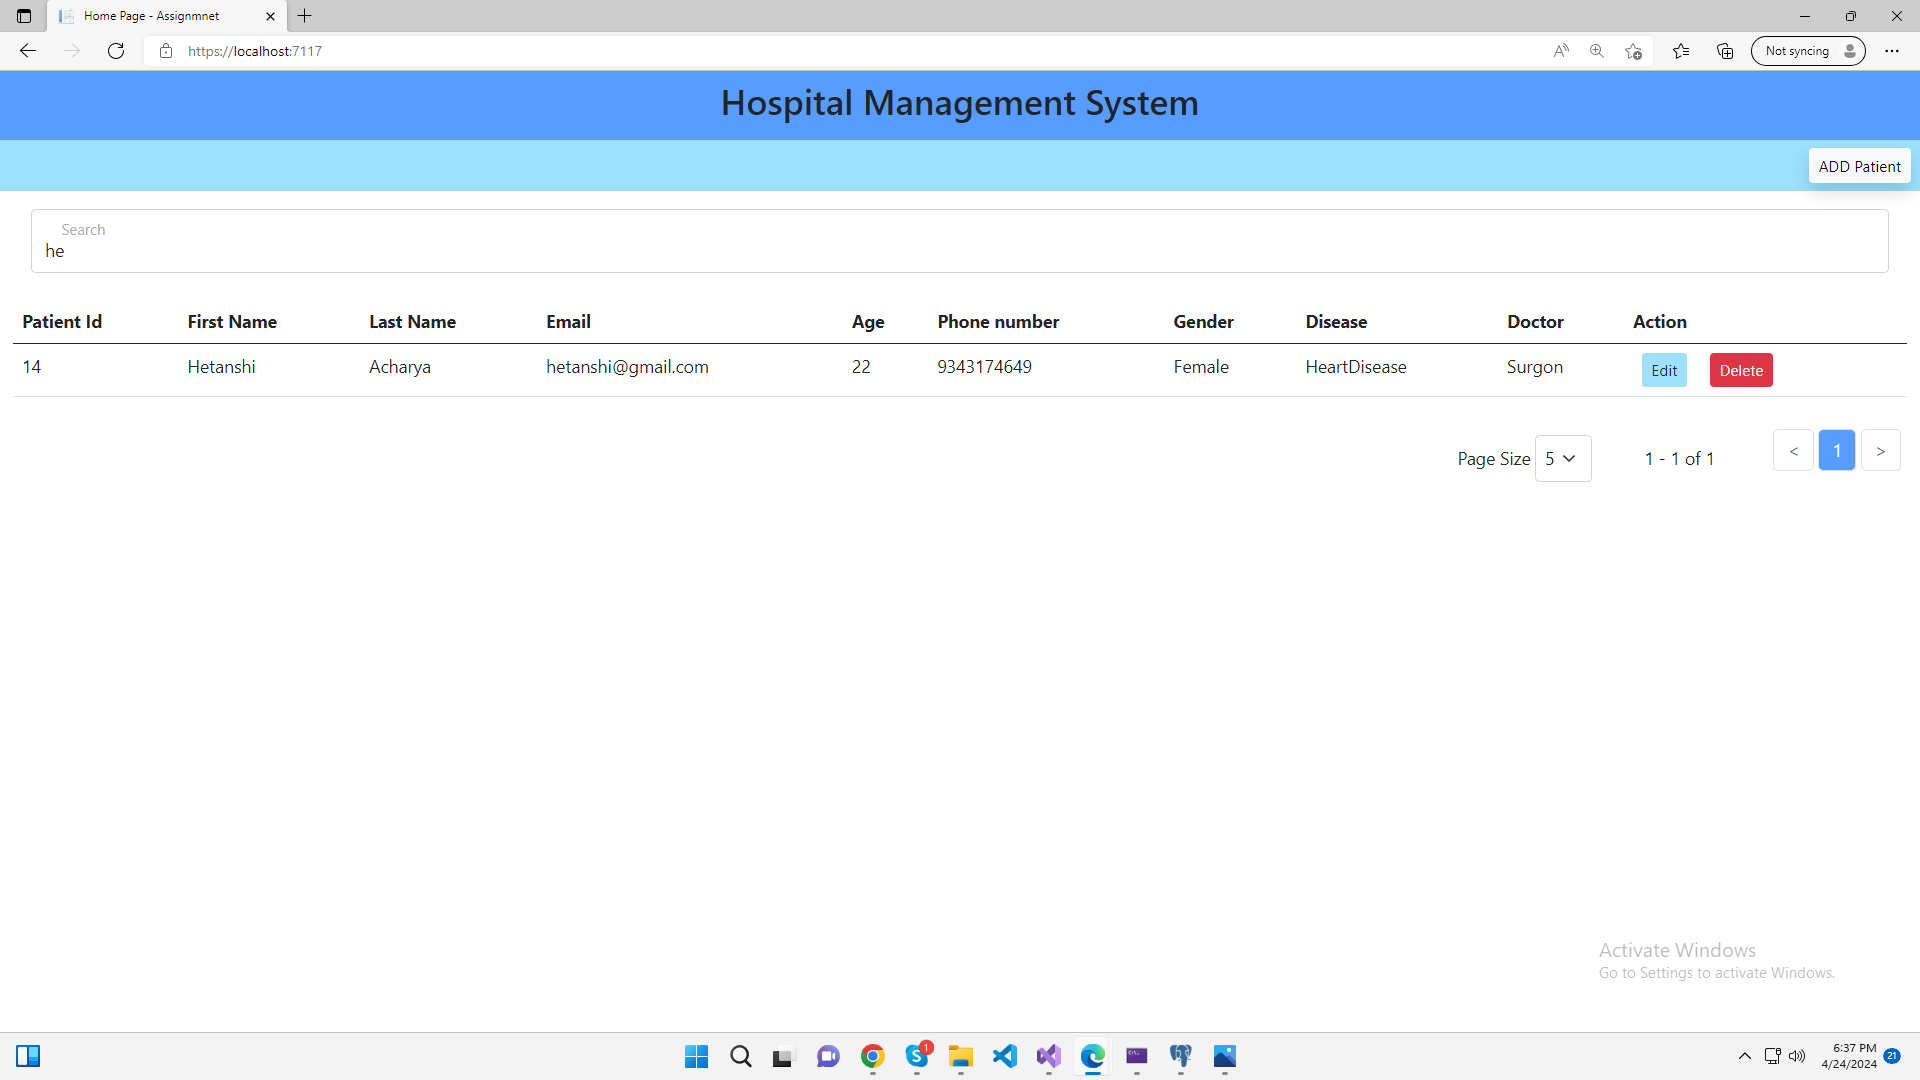 Home Page - Assignmnet
https://localhost:7117
Not syncing
Hospital Management System
ADD Patient
Search
he
Patient Id First Name Last Name Email Age Phone number Gender Disease Doctor Action
14 Hetanshi Acharya hetanshi@gmail.com 22 9343174649 Female HeartDisease Surgon Edit Delete
Page Size 5 1 - 1 of 1 < 1 >
Activate Windows
Go to Settings to activate Windows.
1
6:37 PM
4/24/2024
21